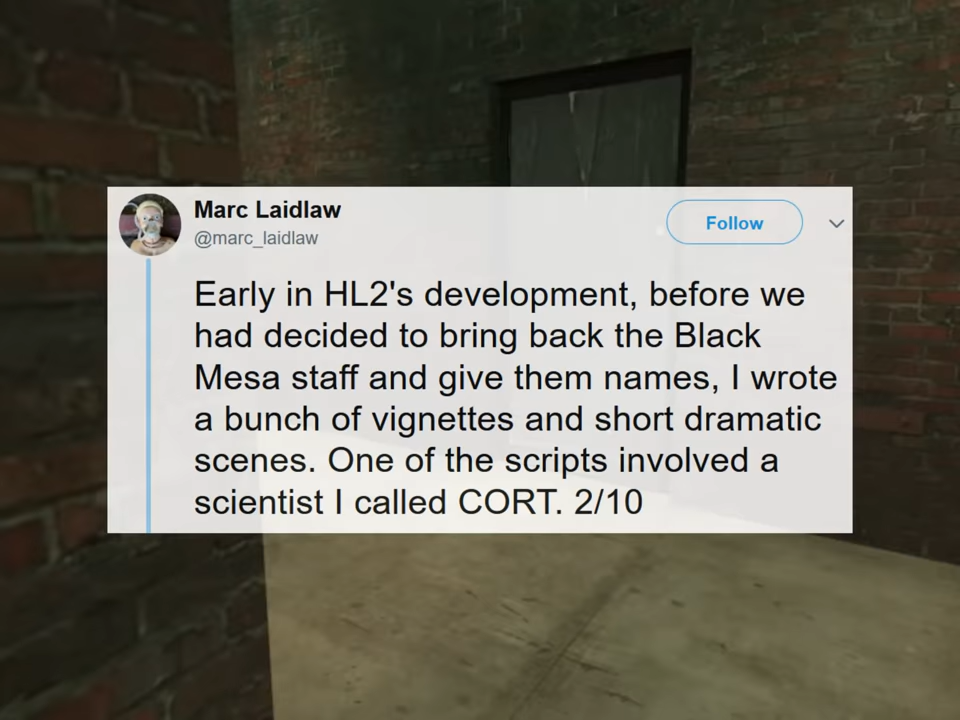 Marc Laidlaw
@marc_laidlaw
Follow
Early in HL2's development, before we
had decided to bring back the Black
Mesa staff and give them names, I wrote
a bunch of vignettes and short dramatic
scenes. One of the scripts involved a
scientist I called CORT. 2/10